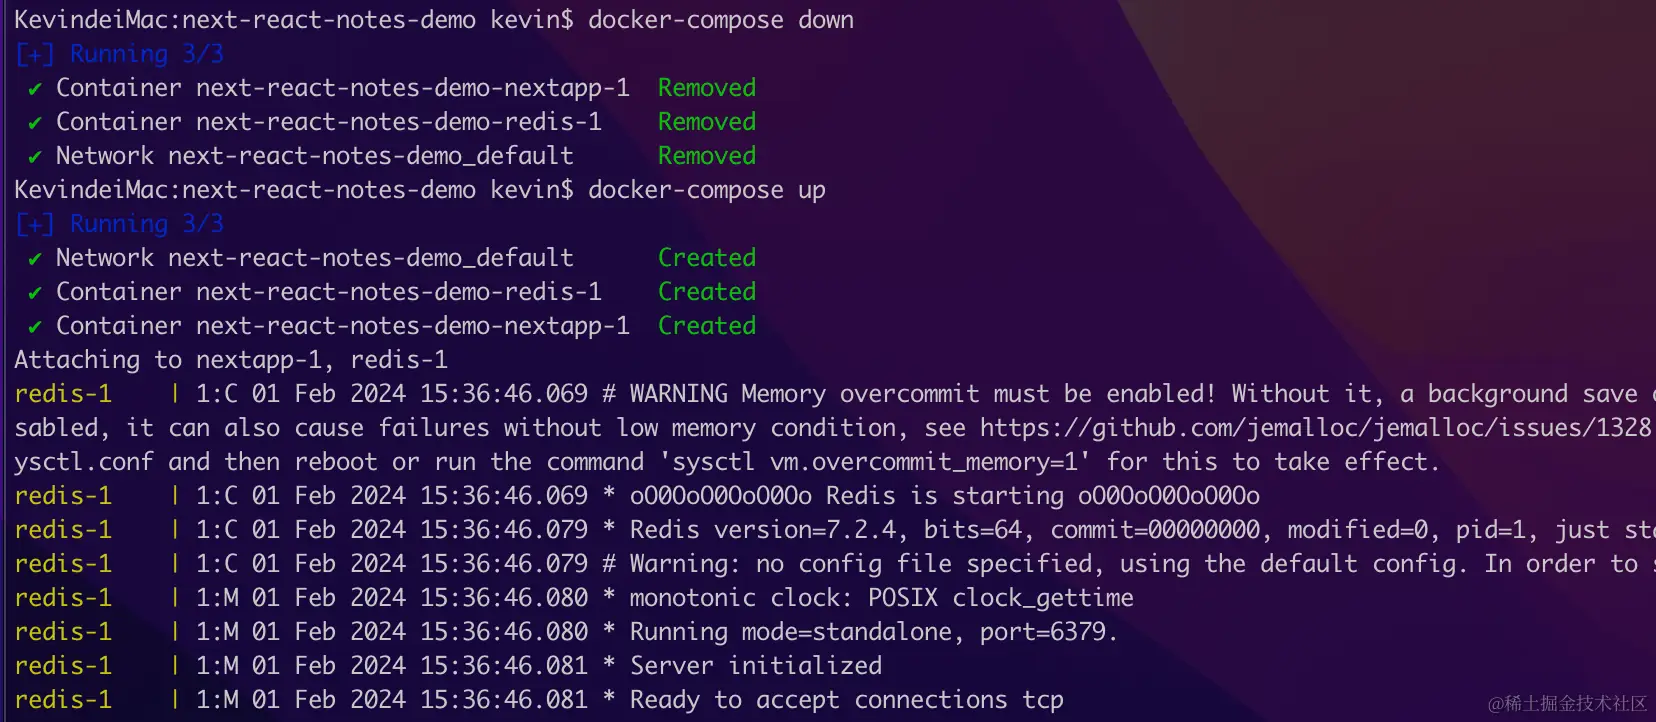 KevindeiMac:next-react-notes-demo kevin$ docker-compose down
[+] Running 3/3
✔ Container next-react-notes-demo-nextapp-1  Removed
✔ Container next-react-notes-demo-redis-1    Removed
✔ Network next-react-notes-demo_default      Removed
KevindeiMac:next-react-notes-demo kevin$ docker-compose up
[+] Running 3/3
✔ Network next-react-notes-demo_default      Created
✔ Container next-react-notes-demo-redis-1    Created
✔ Container next-react-notes-demo-nextapp-1  Created
Attaching to nextapp-1, redis-1
redis-1    | 1:C 01 Feb 2024 15:36:46.069 # WARNING Memory overcommit must be enabled! Without it, a background save
sabled, it can also cause failures without low memory condition, see https://github.com/jemalloc/jemalloc/issues/1328
ysctl.conf and then reboot or run the command 'sysctl vm.overcommit_memory=1' for this to take effect.
redis-1    | 1:C 01 Feb 2024 15:36:46.069 * oO0OoO0OoO0Oo Redis is starting oO0OoO0OoO0Oo
redis-1    | 1:C 01 Feb 2024 15:36:46.079 * Redis version=7.2.4, bits=64, commit=00000000, modified=0, pid=1, just sta
redis-1    | 1:C 01 Feb 2024 15:36:46.079 # Warning: no config file specified, using the default config. In order to
redis-1    | 1:M 01 Feb 2024 15:36:46.080 * monotonic clock: POSIX clock_gettime
redis-1    | 1:M 01 Feb 2024 15:36:46.080 * Running mode=standalone, port=6379.
redis-1    | 1:M 01 Feb 2024 15:36:46.081 * Server initialized
redis-1    | 1:M 01 Feb 2024 15:36:46.081 * Ready to accept connections tcp
@稀土掘金技术社区